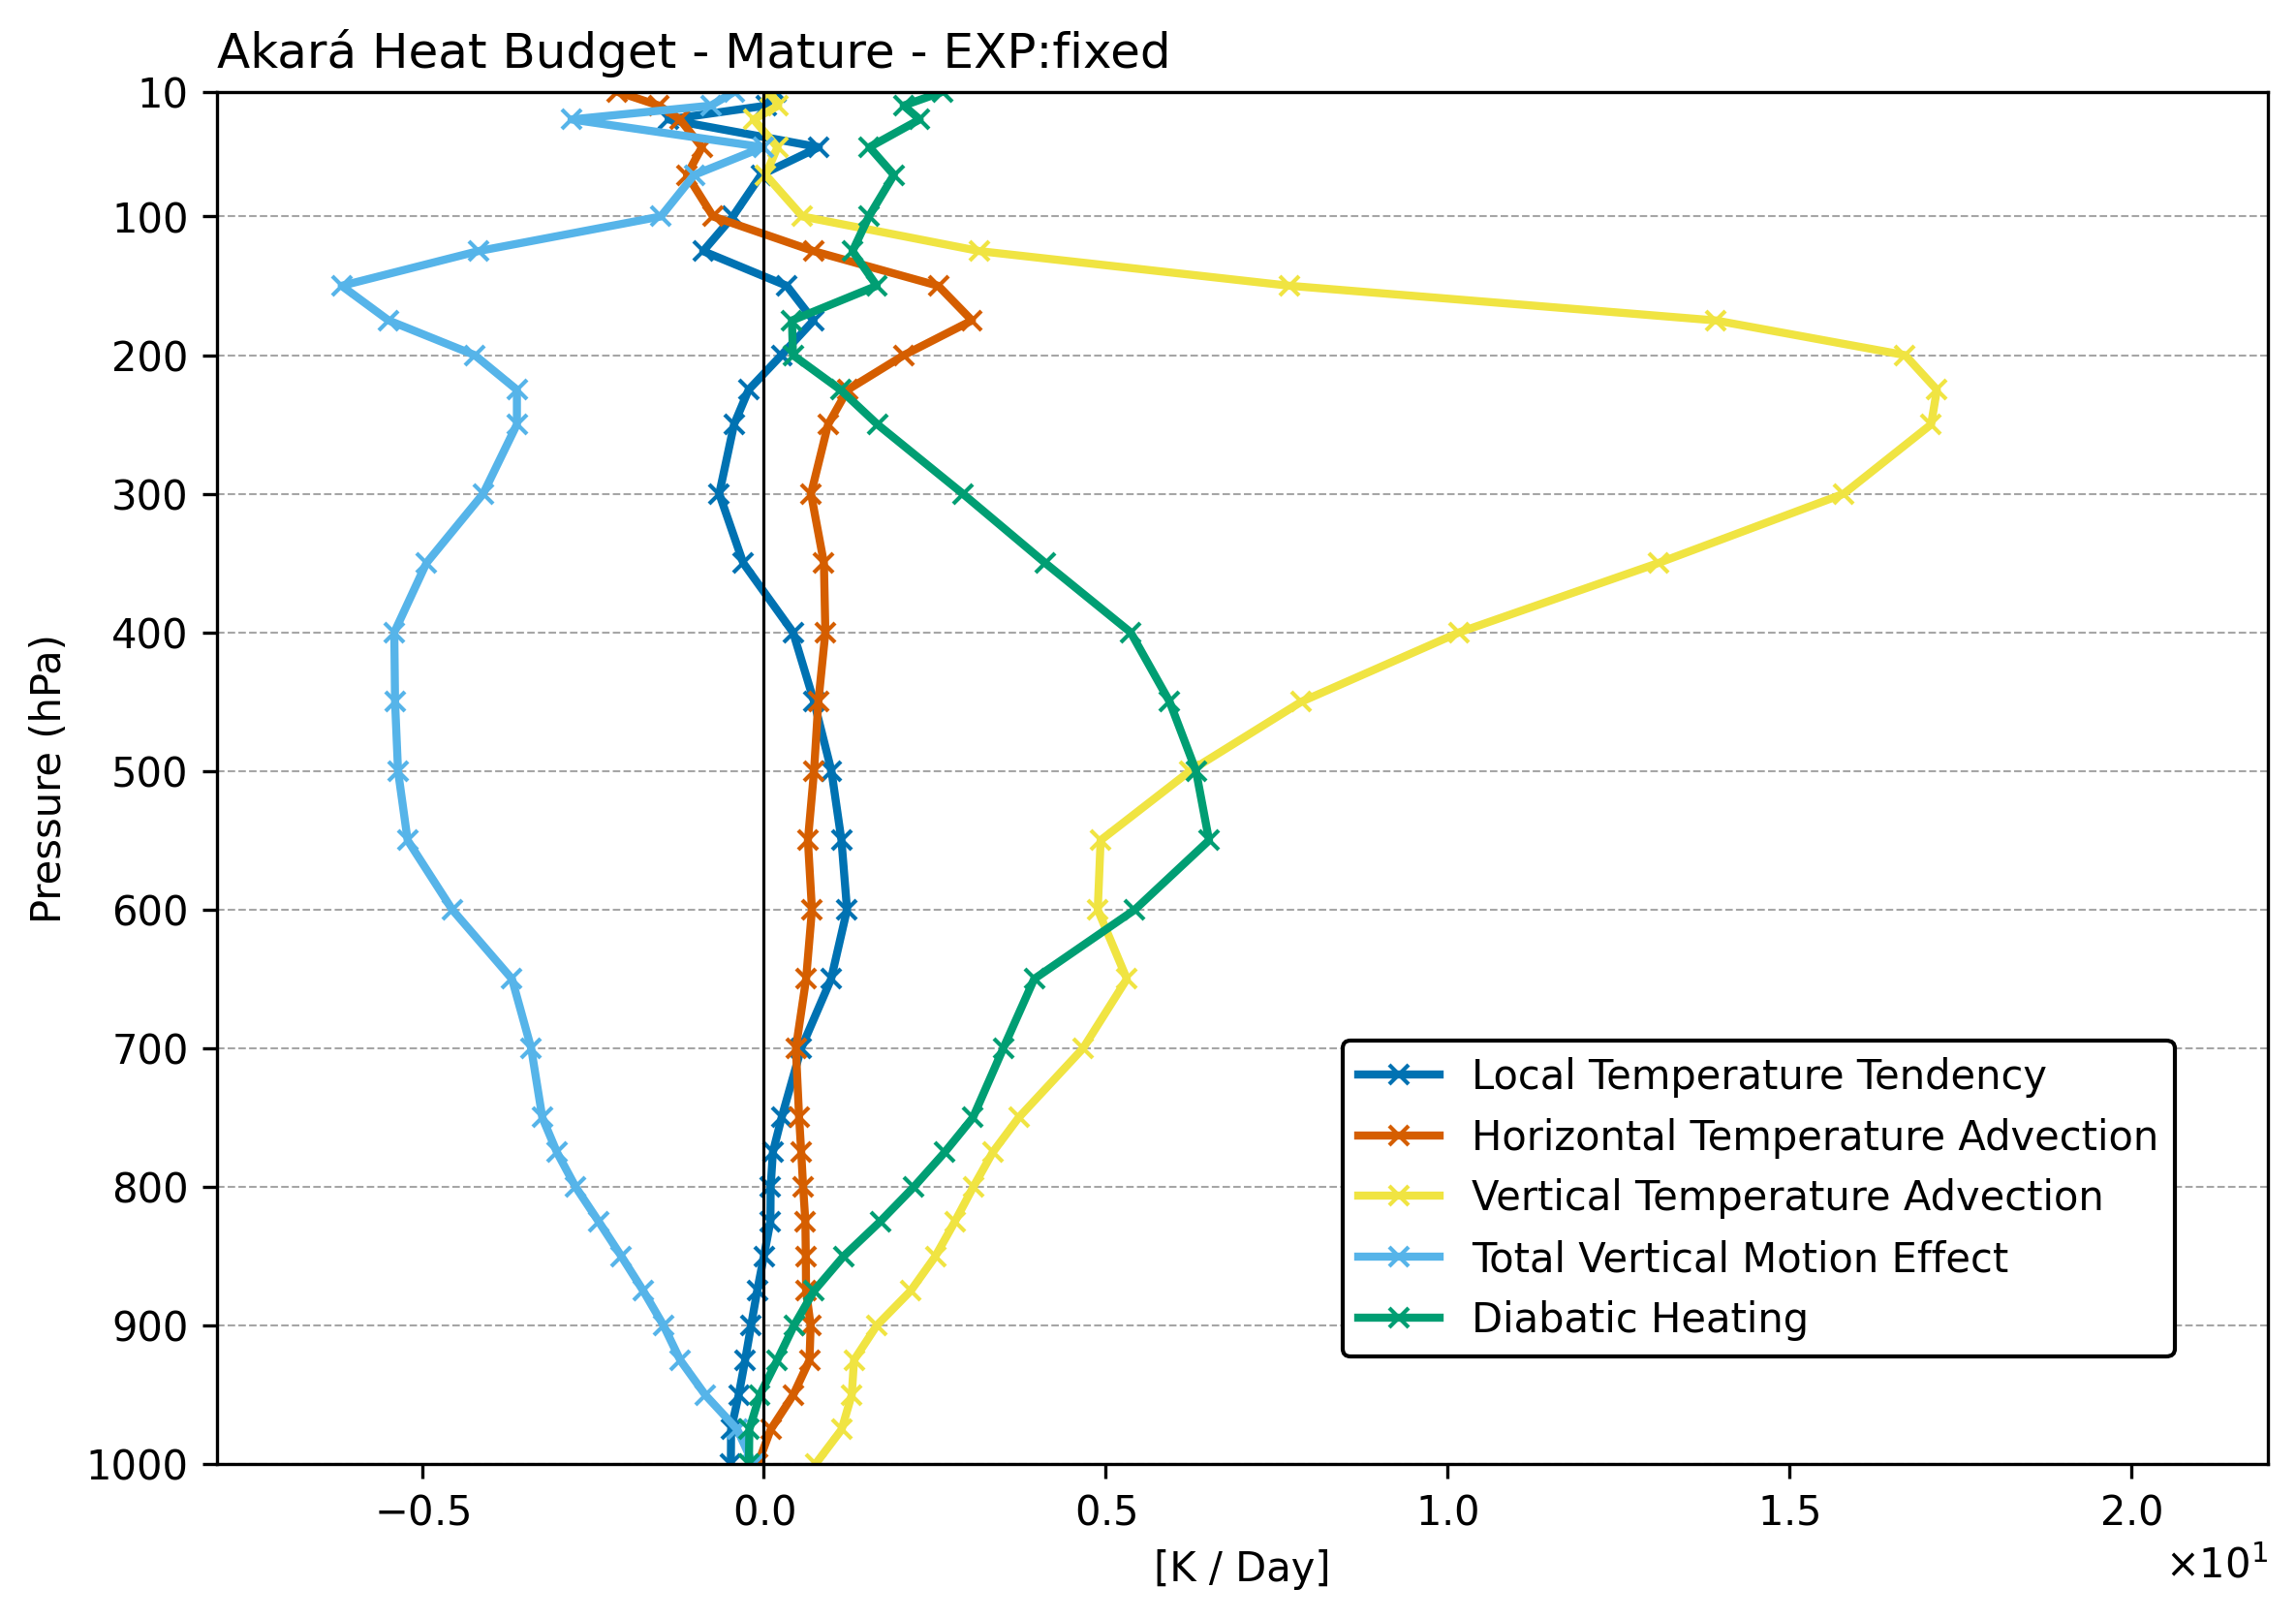 Akará Heat Budget - Mature - EXP:fixed
10
100
200
300
400
500
600
700
800
900
1000
Pressure (hPa)
Local Temperature Tendency
Horizontal Temperature Advection
Vertical Temperature Advection
Total Vertical Motion Effect
Diabatic Heating
−0.5 0.0 0.5 1.0 1.5 2.0
[K / Day]
×10¹